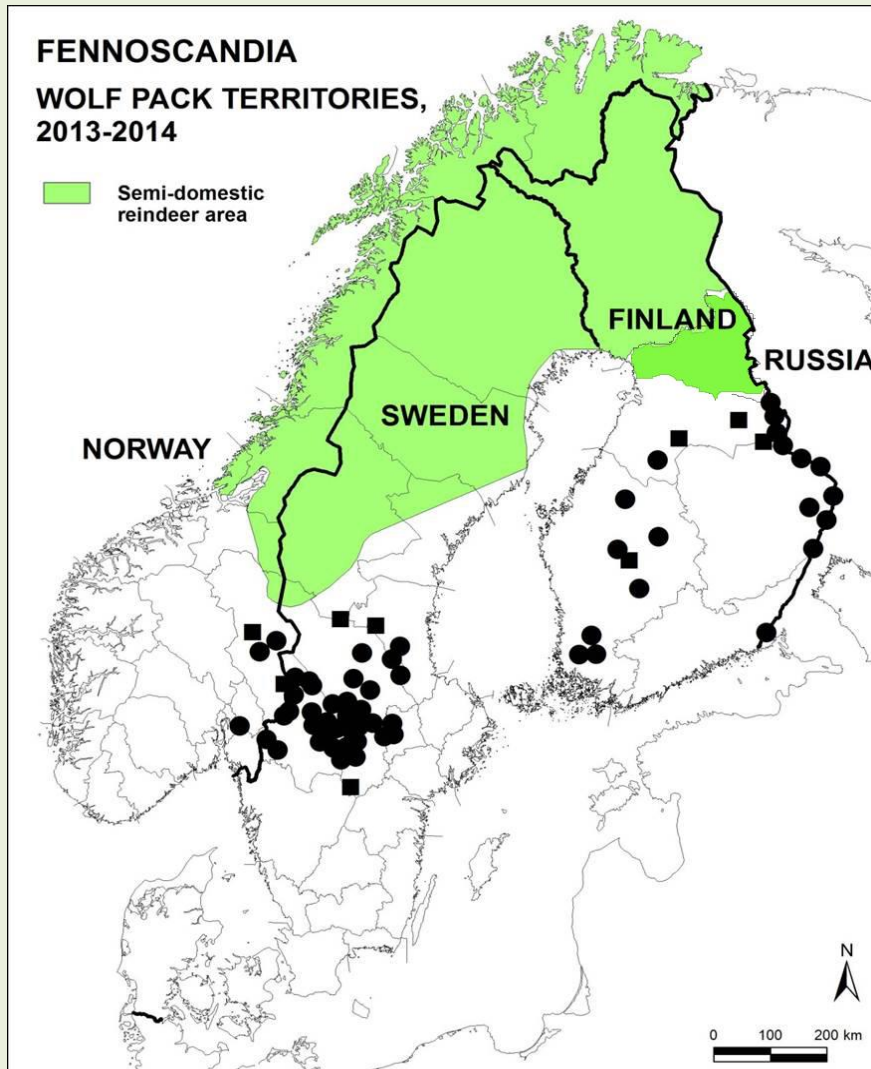 FENNOSCANDIA
WOLF PACK TERRITORIES,
2013-2014
Semi-domestic
reindeer area
FINLAND
RUSSIA
SWEDEN
NORWAY
N
0 100 200 km